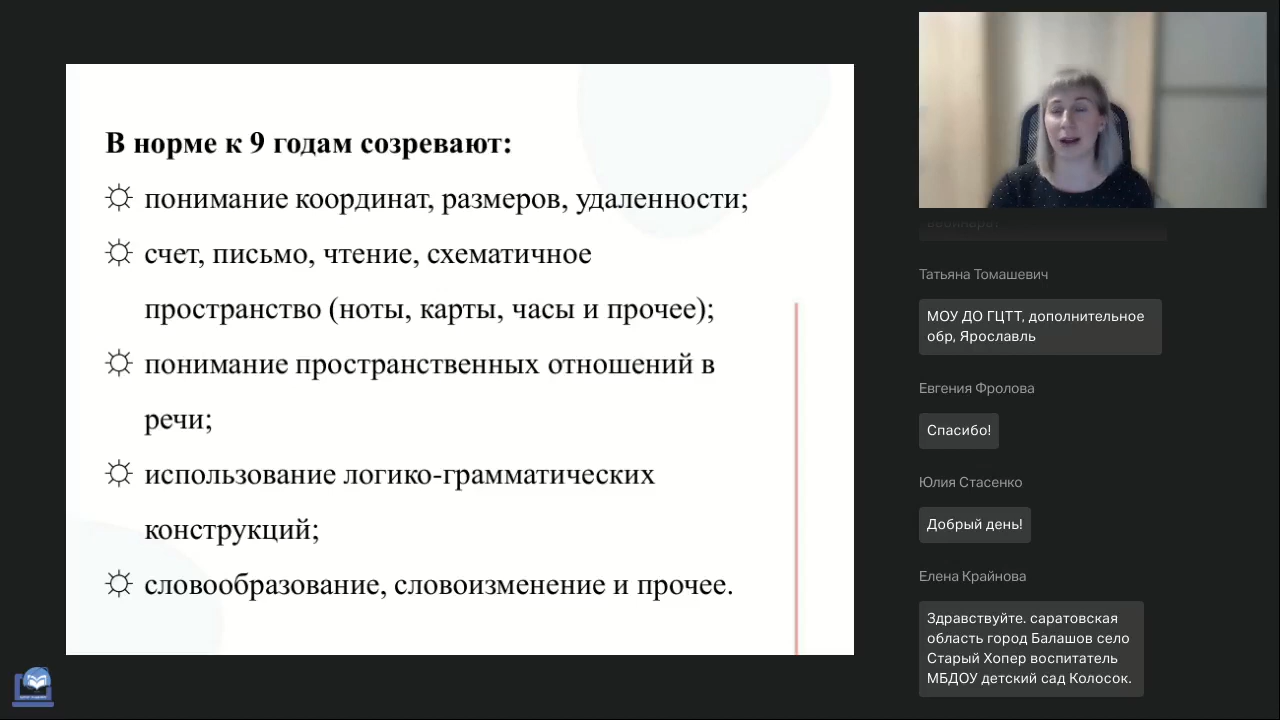 В норме к 9 годам созревают:
понимание координат, размеров, удаленности;
счет, письмо, чтение, схематичное
пространство (ноты, карты, часы и прочее);
понимание пространственных отношений в
речи;
использование логико-грамматических
конструкций;
словообразование, словоизменение и прочее.
Татьяна Томашевич
МОУ ДО ГЦТТ, дополнительное
обр, Ярославль
Евгения Фролова
Спасибо!
Юлия Стасенко
Добрый день!
Елена Крайнова
Здравствуйте. саратовская
область город Балашов село
Старый Хопер воспитатель
МБДОУ детский сад Колосок.